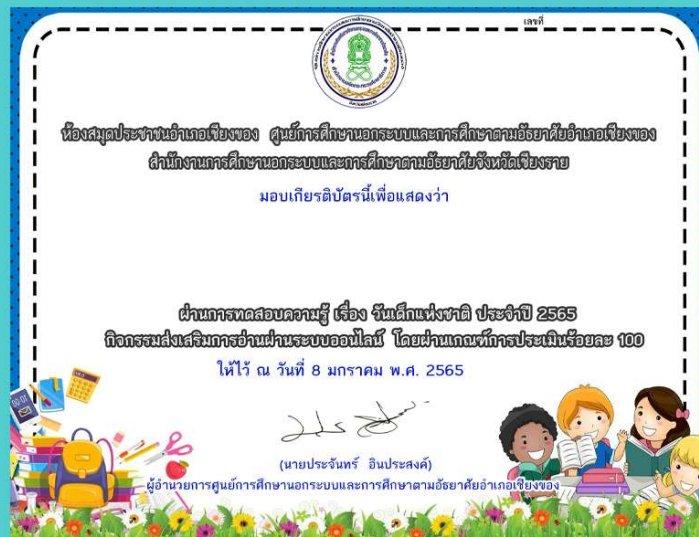 เลขที่
ห้องสมุดประชาชนอำเภอเชียงของ ศูนย์การศึกษานอกระบบและการศึกษาตามอัธยาศัยอำเภอเชียงของ
สำนักงานการศึกษานอกระบบและการศึกษาตามอัธยาศัยจังหวัดเชียงราย
มอบเกียรติบัตรนี้เพื่อแสดงว่า
ผ่านการทดสอบความรู้ เรื่อง วันเด็กแห่งชาติ ประจำปี 2565
กิจกรรมส่งเสริมการอ่านผ่านระบบออนไลน์ โดยผ่านเกณฑ์การประเมินร้อยละ 100
ให้ไว้ ณ วันที่ 8 มกราคม พ.ศ. 2565
(นายประจันทร์ อินประสงค์)
ผู้อำนวยการศูนย์การศึกษานอกระบบและการศึกษาตามอัธยาศัยอำเภอเชียงของ